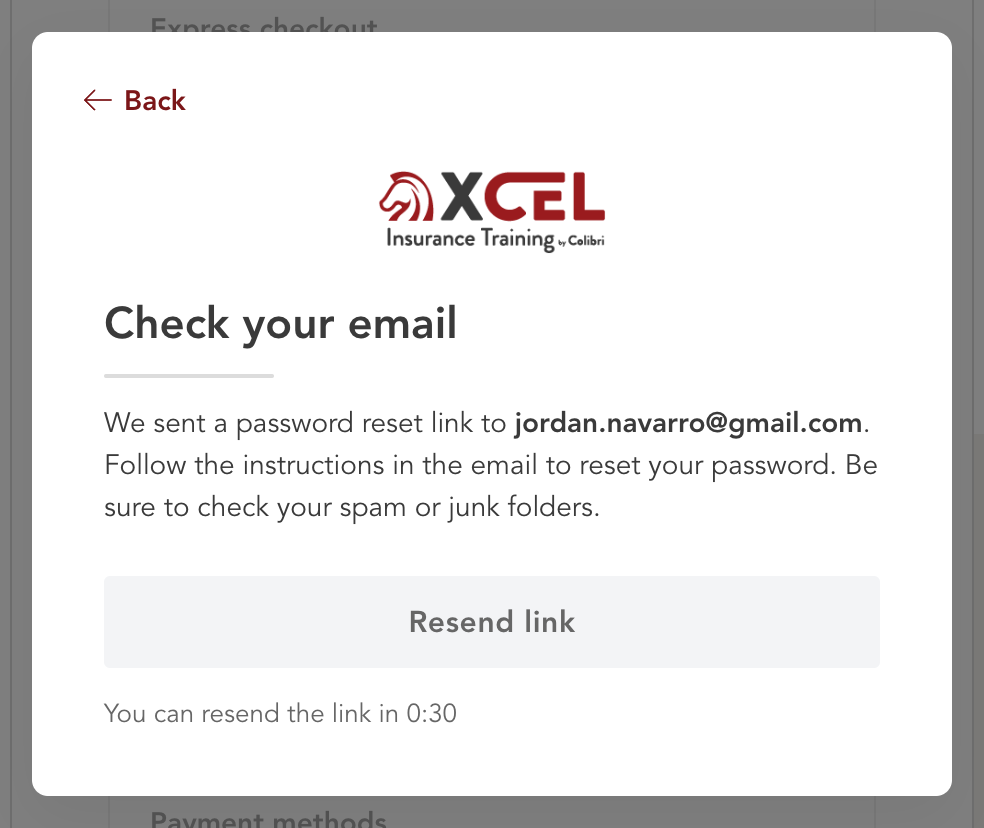 Express checkout
Back
XCEL
Insurance Training by Colibri
Check your email
We sent a password reset link to jordan.navarro@gmail.com.
Follow the instructions in the email to reset your password. Be
sure to check your spam or junk folders.
Resend link
You can resend the link in 0:30
Payment methods